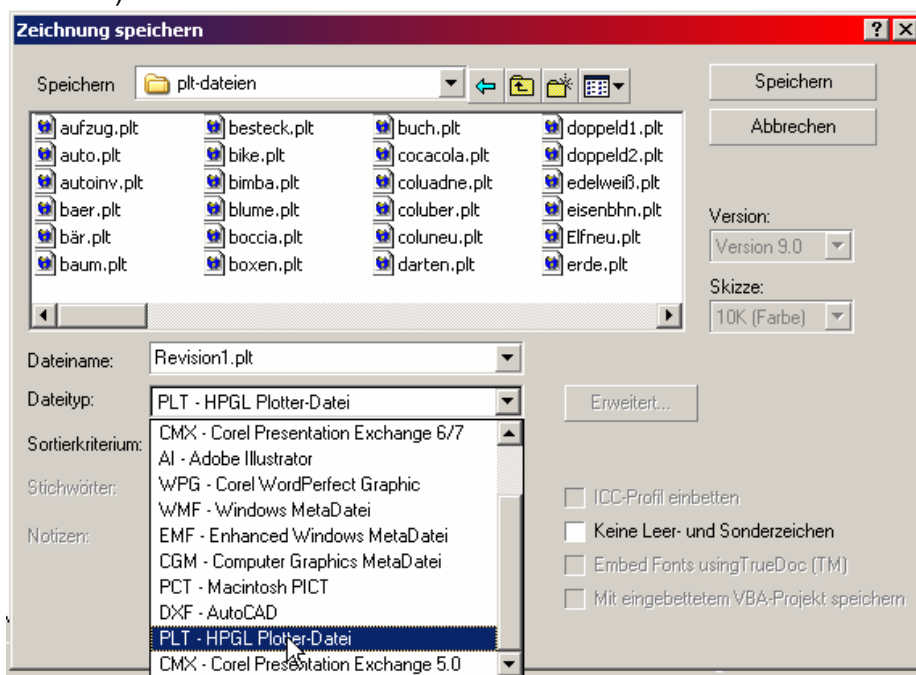 Zeichnung speichern
Speichern plt-dateien Speichern
aufzug.plt besteck.plt buch.plt doppeld1.plt Abbrechen
auto.plt bike.plt cocacola.plt doppeld2.plt
autoinv.plt bimba.plt coluadne.plt edelweiß.plt
baer.plt blume.plt coluber.plt eisenbhn.plt Version:
bär.plt boccia.plt coluneu.plt Elfneu.plt Version 9.0
baum.plt boxen.plt darten.plt erde.plt
Skizze:
10K (Farbe)
Dateiname: Revision1.plt
Dateityp: PLT - HPGL Plotter-Datei Erweitert...
CMX - Corel Presentation Exchange 6/7
Sortierkriterium:
AI - Adobe Illustrator
Stichwörter: WPG - Corel WordPerfect Graphic ICC-Profil einbetten
WMF - Windows MetaDatei
Notizen: EMF - Enhanced Windows MetaDatei Keine Leer- und Sonderzeichen
CGM - Computer Graphics MetaDatei Embed Fonts usingTrueDoc (TM)
PCT - Macintosh PICT Mit eingebettetem VBA-Projekt speichern
DXF - AutoCAD
PLT - HPGL Plotter-Datei
CMX - Corel Presentation Exchange 5.0